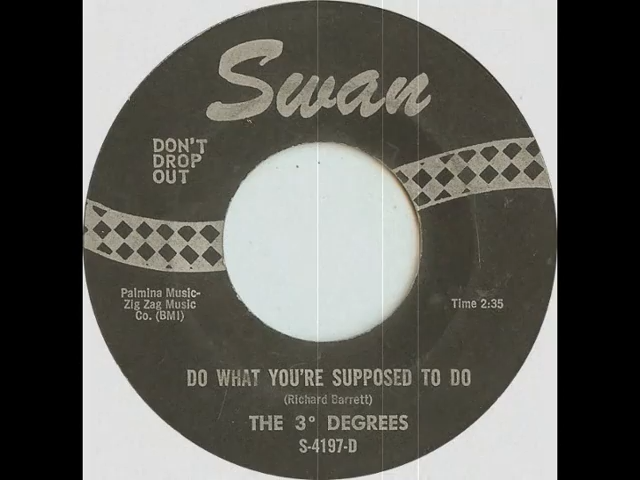 Swan
DON'T
DROP
OUT
Palmina Music-
Zig Zag Music
Co. (BMI)
Time 2:35
DO WHAT YOU'RE SUPPOSED TO DO
(Richard Barrett)
THE 3° DEGREES
S-4197-D